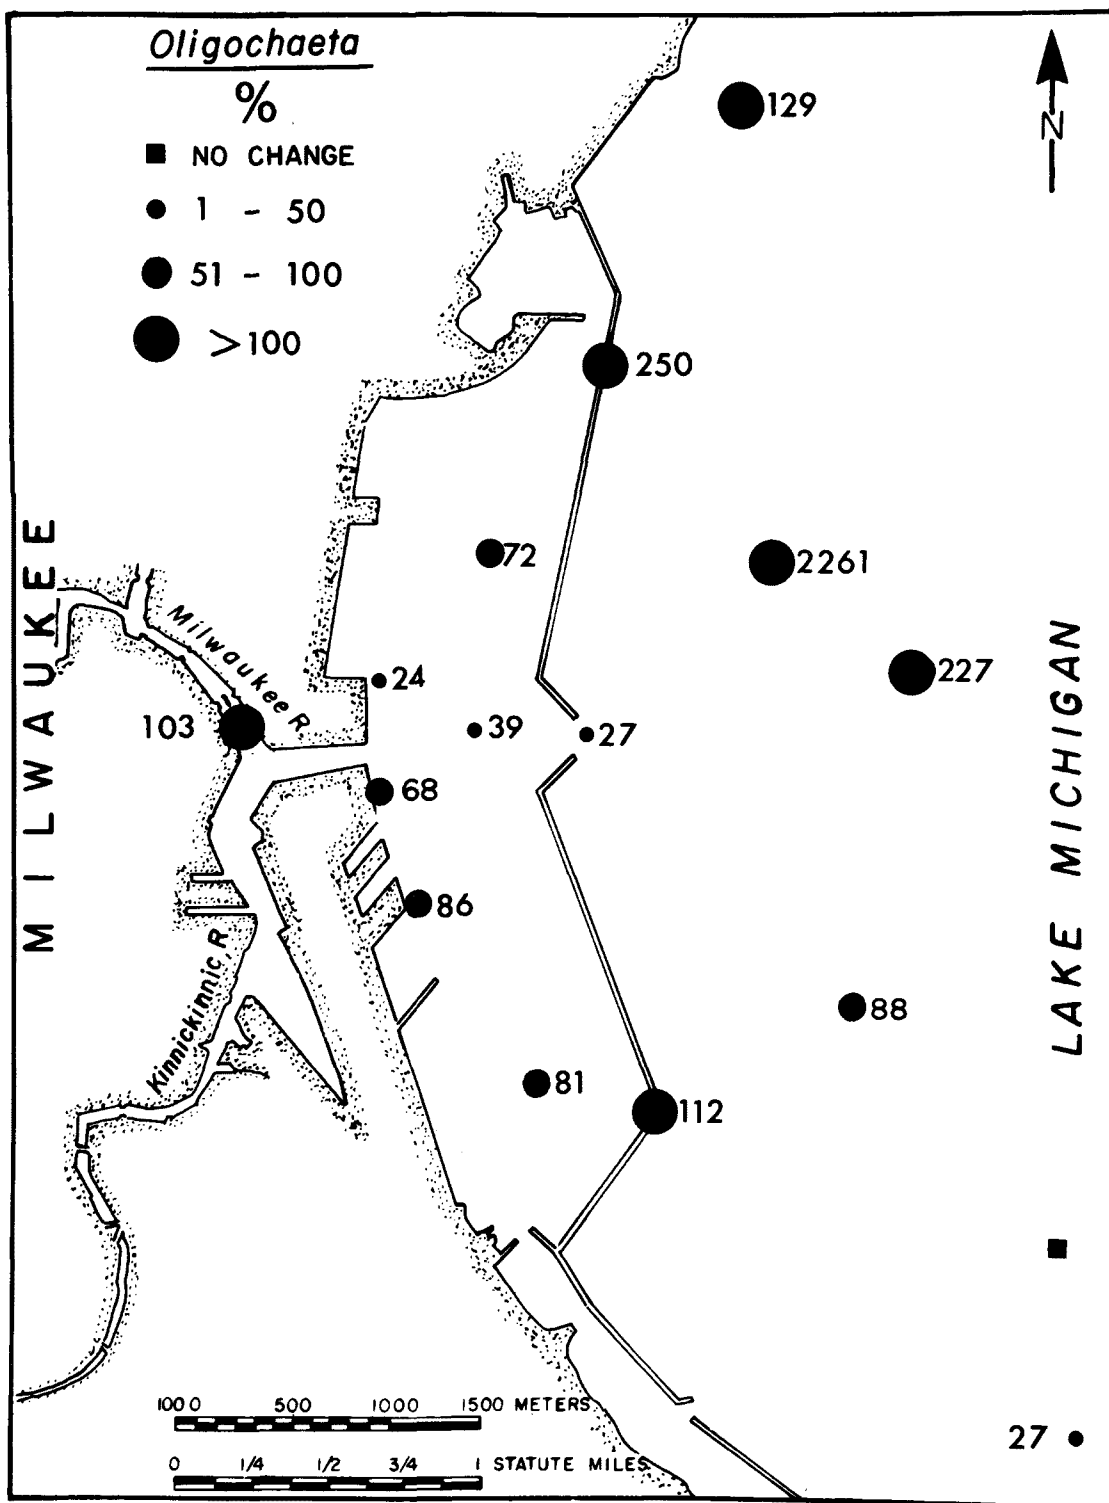 Oligochaeta
%
NO CHANGE
1 - 50
51 - 100
>100
N
129
250
72
2261
24
227
103
39
27
68
86
88
81
112
27
MILWAUKEE
Milwaukee R.
Kinnickinnic R.
LAKE MICHIGAN
100 0 500 1000 1500 METERS
0 1/4 1/2 3/4 1 STATUTE MILES